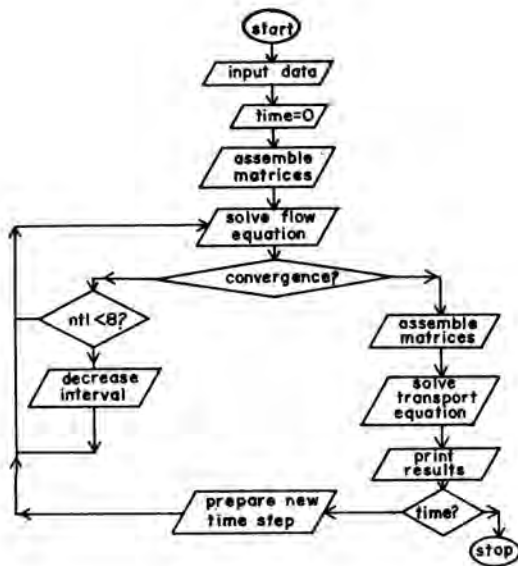 start
input data
time=0
assemble
matrices
solve flow
equation
convergence?
ntl <8?
decrease
interval
assemble
matrices
solve
transport
equation
print
results
time?
prepare new
time step
stop